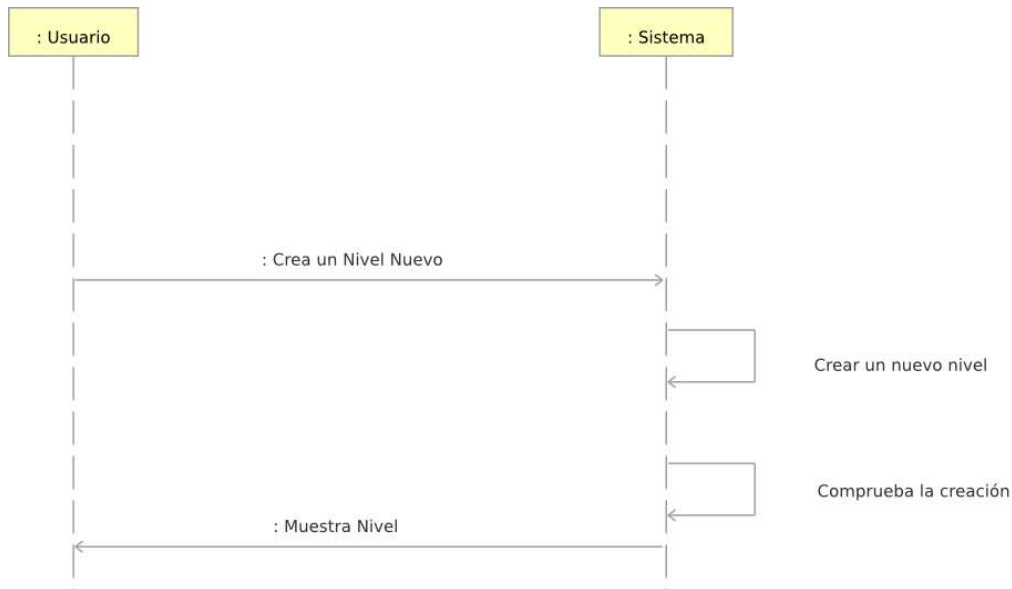 : Usuario
: Sistema
: Crea un Nivel Nuevo
Crear un nuevo nivel
Comprueba la creación
: Muestra Nivel